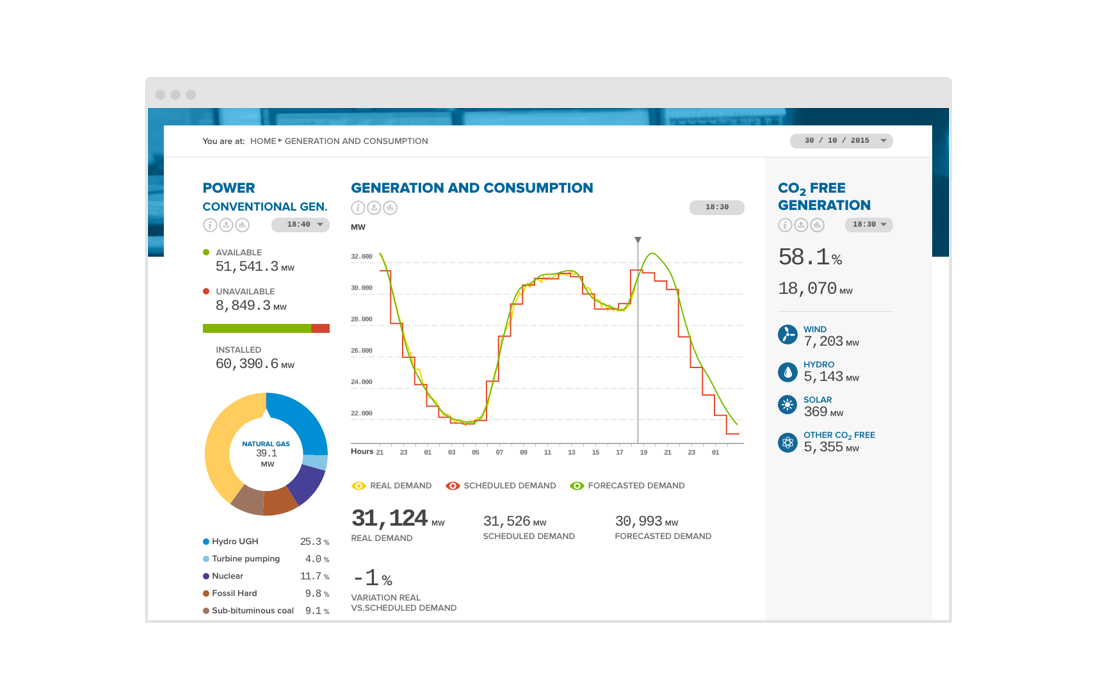 You are at: HOME ▸ GENERATION AND CONSUMPTION
30 / 10 / 2015
POWER
CONVENTIONAL GEN.
18:40
AVAILABLE
51,541.3 MW
UNAVAILABLE
8,849.3 MW
INSTALLED
60,390.6 MW
NATURAL GAS
39.1
MW
Hydro UGH 25.3 %
Turbine pumping 4.0 %
Nuclear 11.7 %
Fossil Hard 9.8 %
Sub-bituminous coal 9.1 %
GENERATION AND CONSUMPTION
18:30
MW
32.000
30.000
28.000
26.000
24.000
22.000
Hours 21 23 01 03 05 07 09 11 13 15 17 19 21 23 01
REAL DEMAND SCHEDULED DEMAND FORECASTED DEMAND
31,124 MW 31,526 MW 30,993 MW
REAL DEMAND SCHEDULED DEMAND FORECASTED DEMAND
-1 %
VARIATION REAL
VS.SCHEDULED DEMAND
CO2 FREE
GENERATION
18:30
58.1 %
18,070 MW
WIND
7,203 MW
HYDRO
5,143 MW
SOLAR
369 MW
OTHER CO2 FREE
5,355 MW